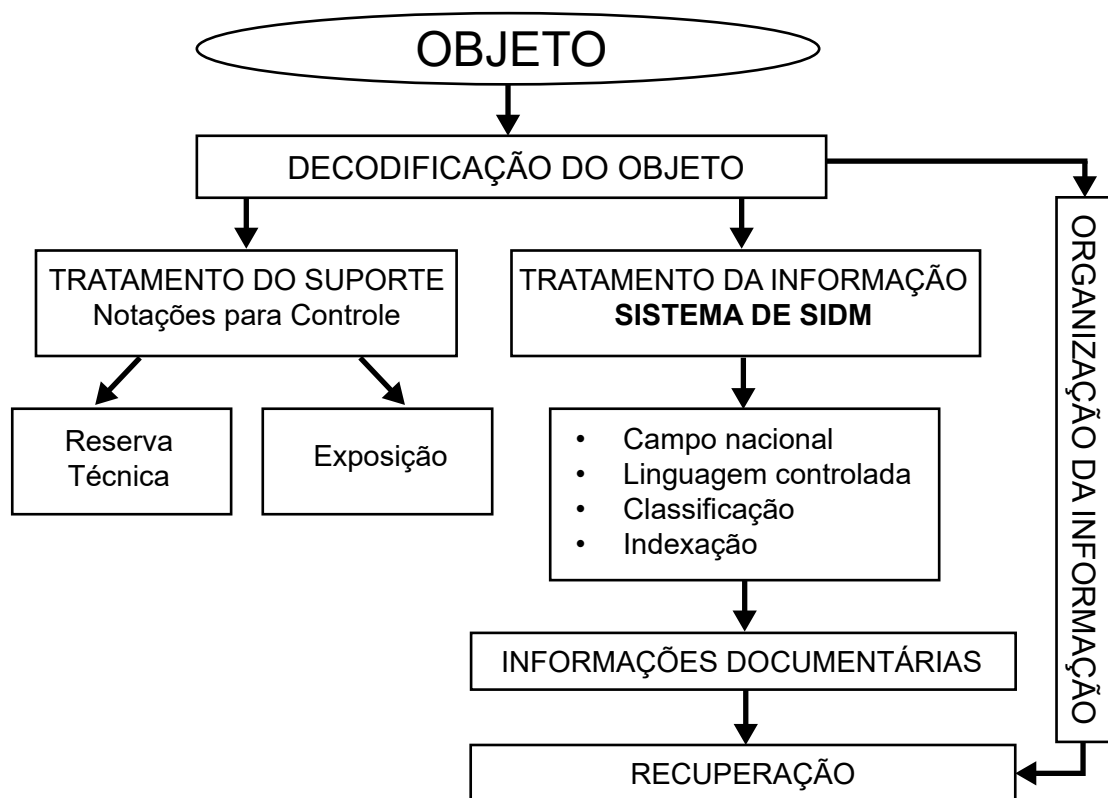 OBJETO
DECODIFICAÇÃO DO OBJETO
TRATAMENTO DO SUPORTE
Notações para Controle
TRATAMENTO DA INFORMAÇÃO
SISTEMA DE SIDM
Reserva
Técnica
Exposição
• Campo nacional
• Linguagem controlada
• Classificação
• Indexação
INFORMAÇÕES DOCUMENTÁRIAS
RECUPERAÇÃO
ORGANIZAÇÃO DA INFORMAÇÃO